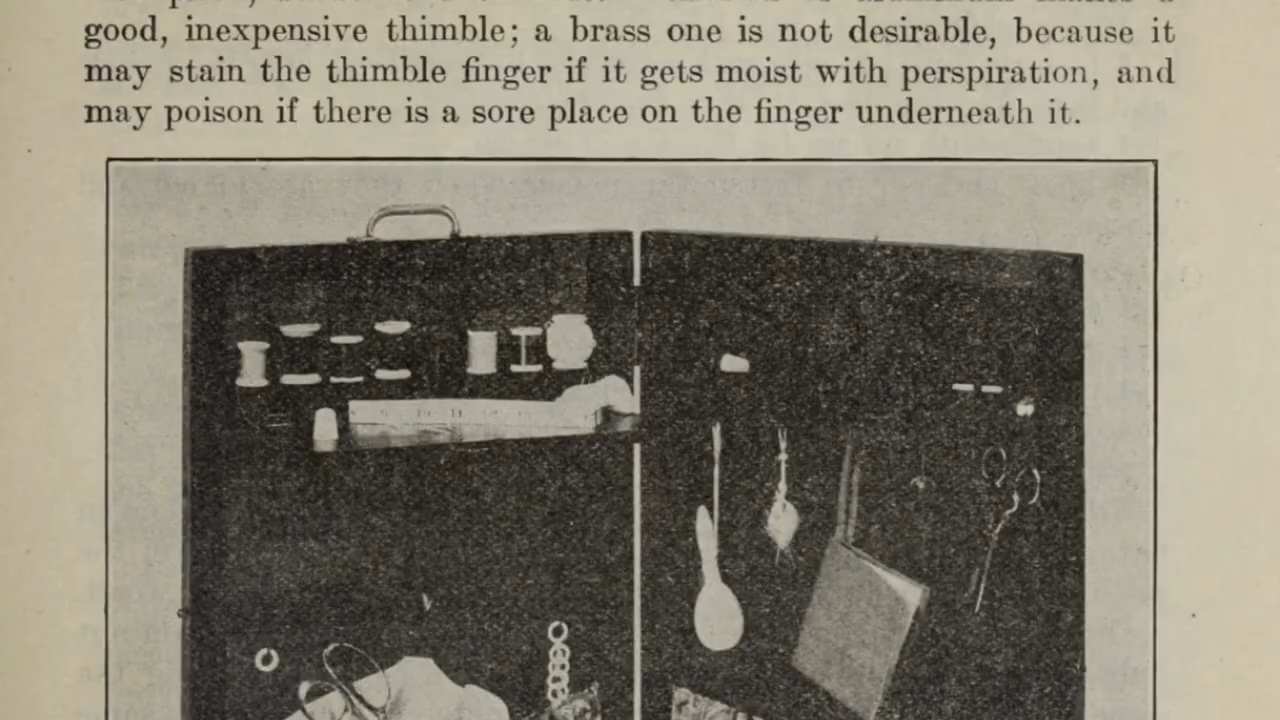 good, inexpensive thimble; a brass one is not desirable, because it
may stain the thimble finger if it gets moist with perspiration, and
may poison if there is a sore place on the finger underneath it.